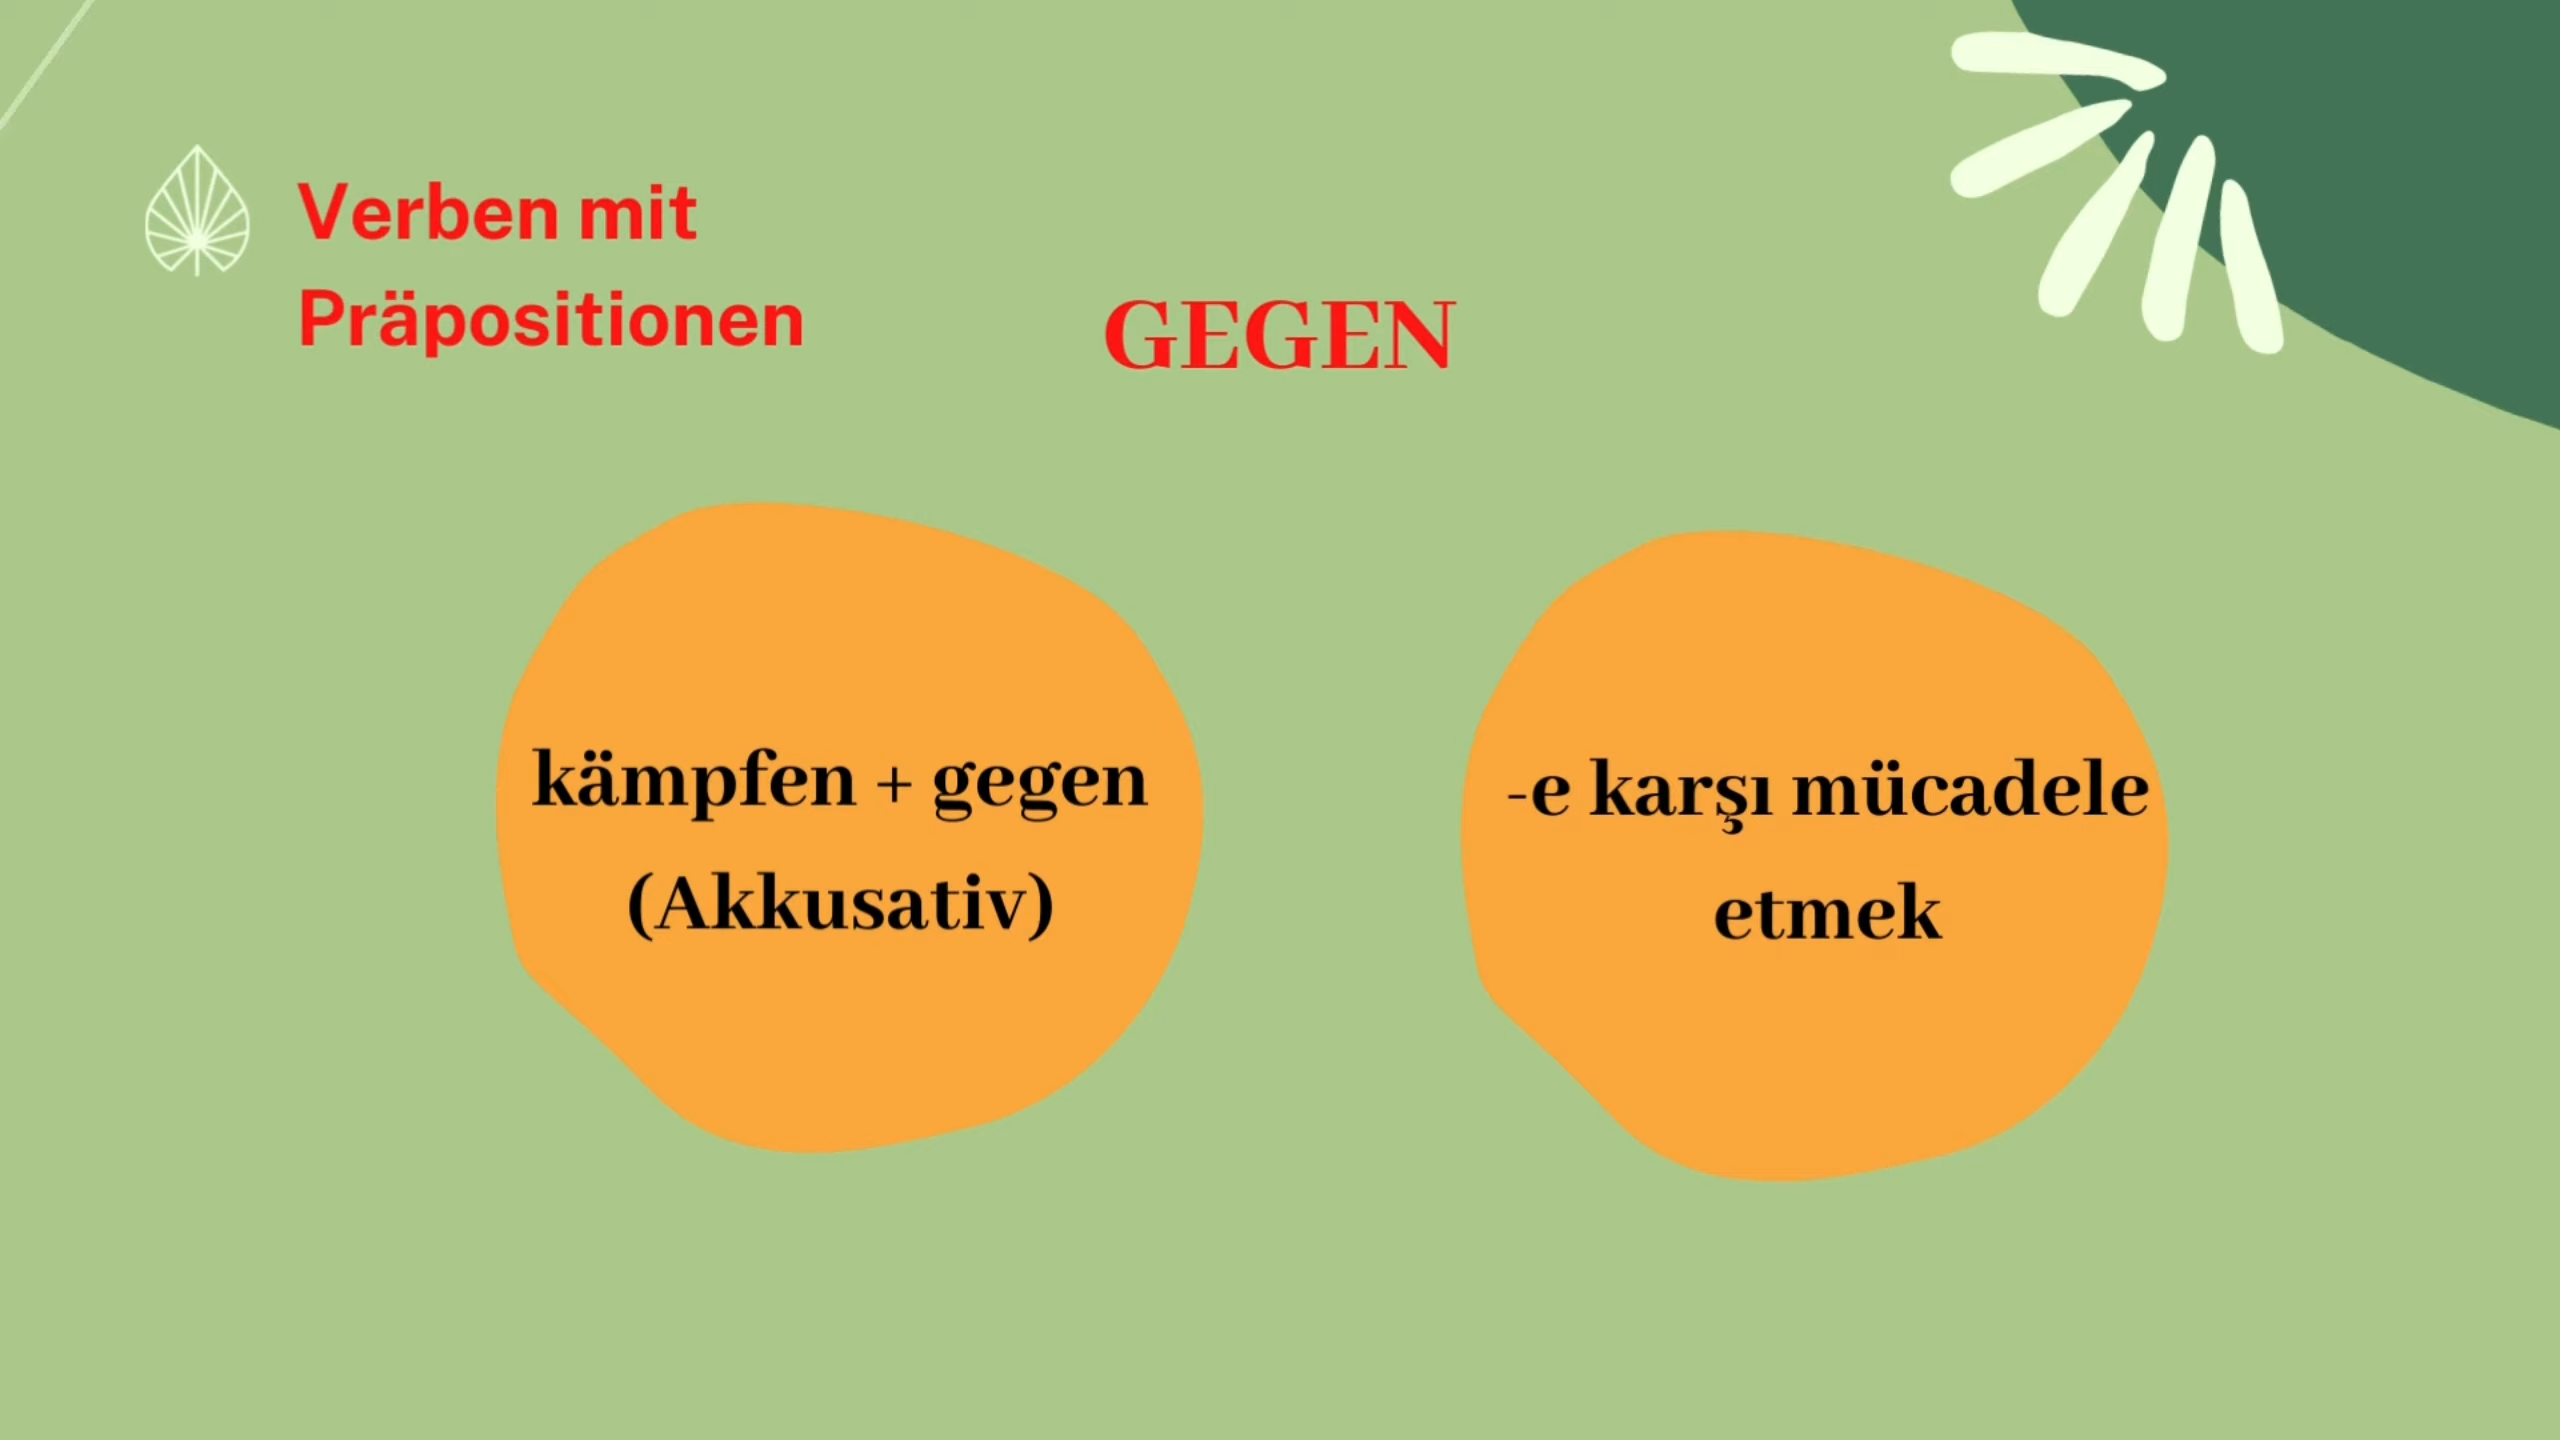 Verben mit
Präpositionen
GEGEN
kämpfen + gegen
(Akkusativ)
-e karşı mücadele
etmek